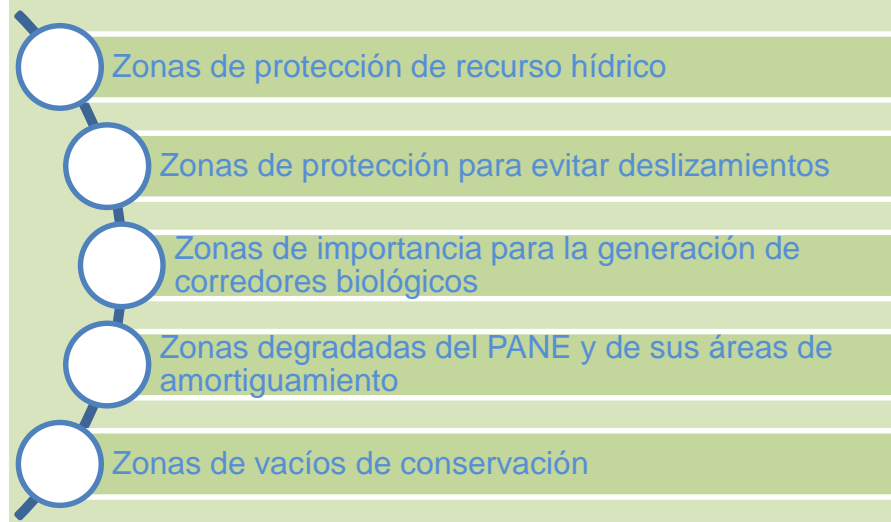 Zonas de protección de recurso hídrico
Zonas de protección para evitar deslizamientos
Zonas de importancia para la generación de
corredores biológicos
Zonas degradadas del PANE y de sus áreas de
amortiguamiento
Zonas de vacíos de conservación